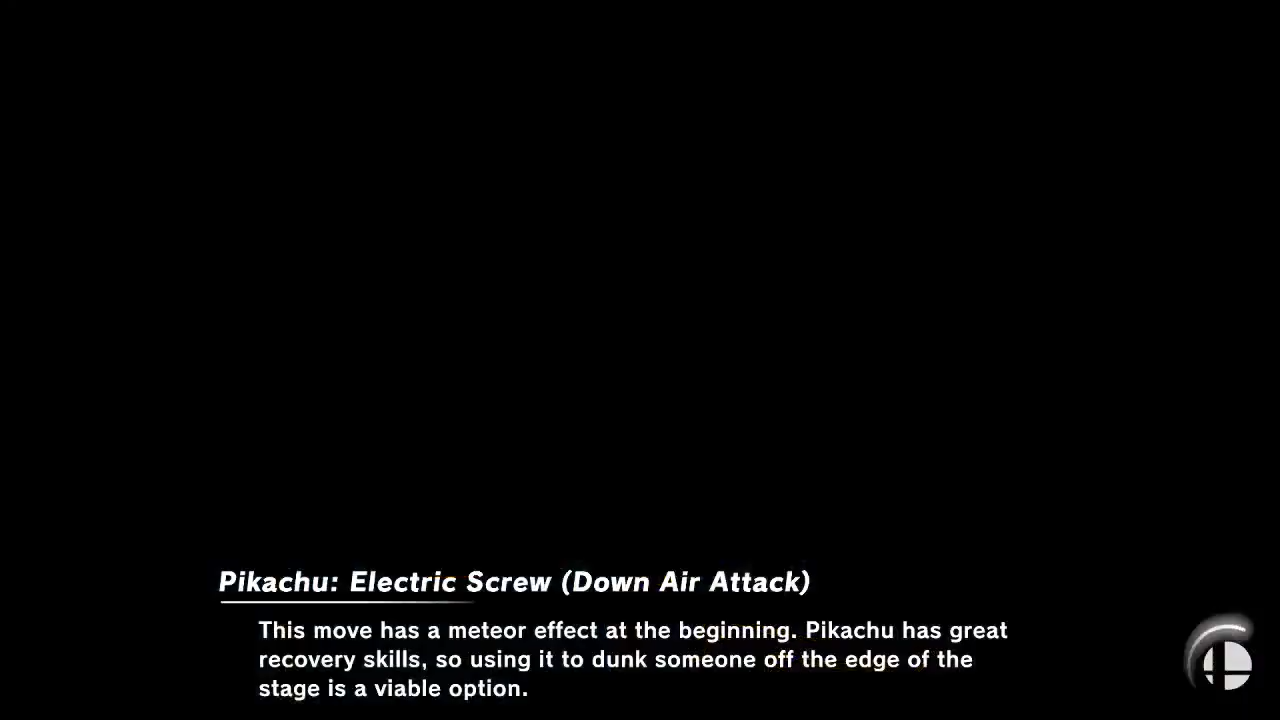 Pikachu: Electric Screw (Down Air Attack)
This move has a meteor effect at the beginning. Pikachu has great
recovery skills, so using it to dunk someone off the edge of the
stage is a viable option.